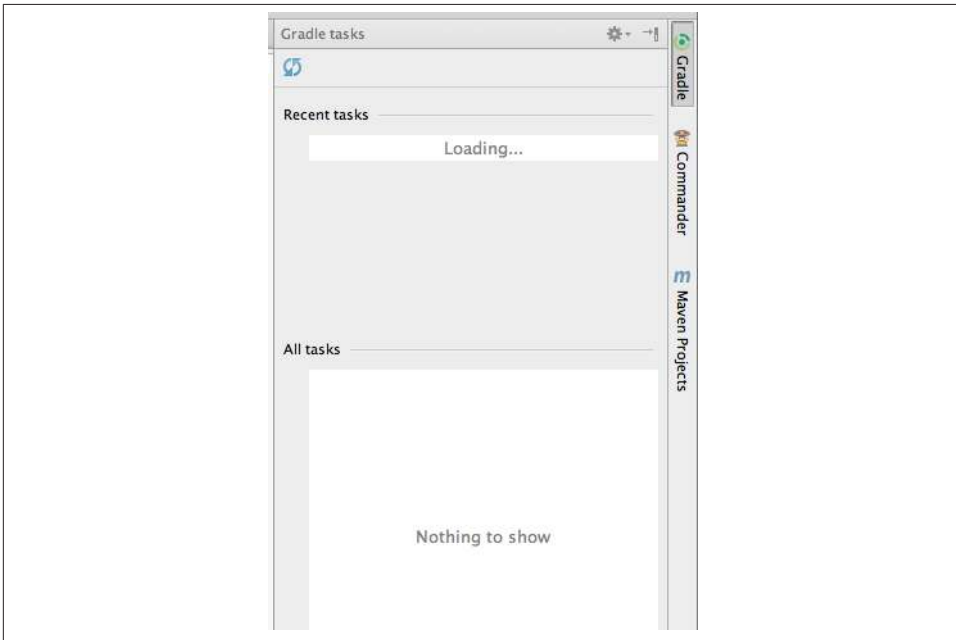 Gradle tasks
Recent tasks
Loading...
All tasks
Nothing to show
Gradle
Commander
Maven Projects